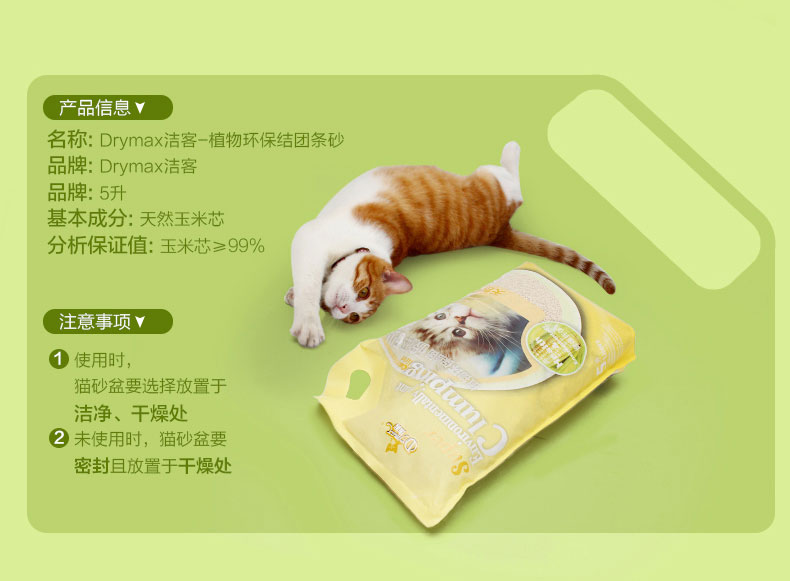 产品信息
名称: Drymax洁客-植物环保结团条砂
品牌: Drymax洁客
品牌: 5升
基本成分: 天然玉米芯
分析保证值: 玉米芯≥99%
注意事项
1 使用时，
猫砂盆要选择放置于
洁净、干燥处
2 未使用时，猫砂盆要
密封且放置于干燥处
Clumping